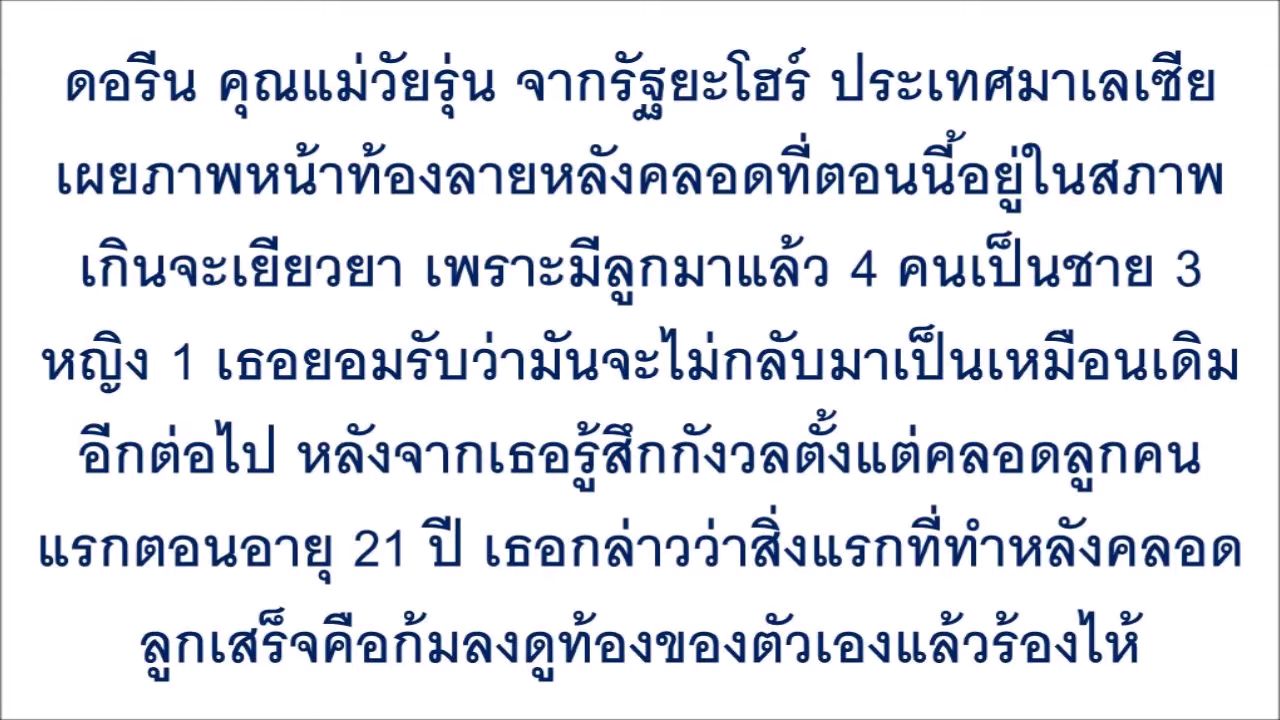 ดอรีน คุณแม่วัยรุ่น จากรัฐยะโฮร์ ประเทศมาเลเซีย
เผยภาพหน้าท้องลายหลังคลอดที่ตอนนี้อยู่ในสภาพ
เกินจะเยียวยา เพราะมีลูกมาแล้ว 4 คนเป็นชาย 3
หญิง 1 เธอยอมรับว่ามันจะไม่กลับมาเป็นเหมือนเดิม
อีกต่อไป หลังจากเธอรู้สึกกังวลตั้งแต่คลอดลูกคน
แรกตอนอายุ 21 ปี เธอกล่าวว่าสิ่งแรกที่ทำหลังคลอด
ลูกเสร็จคือก้มลงดูท้องของตัวเองแล้วร้องไห้